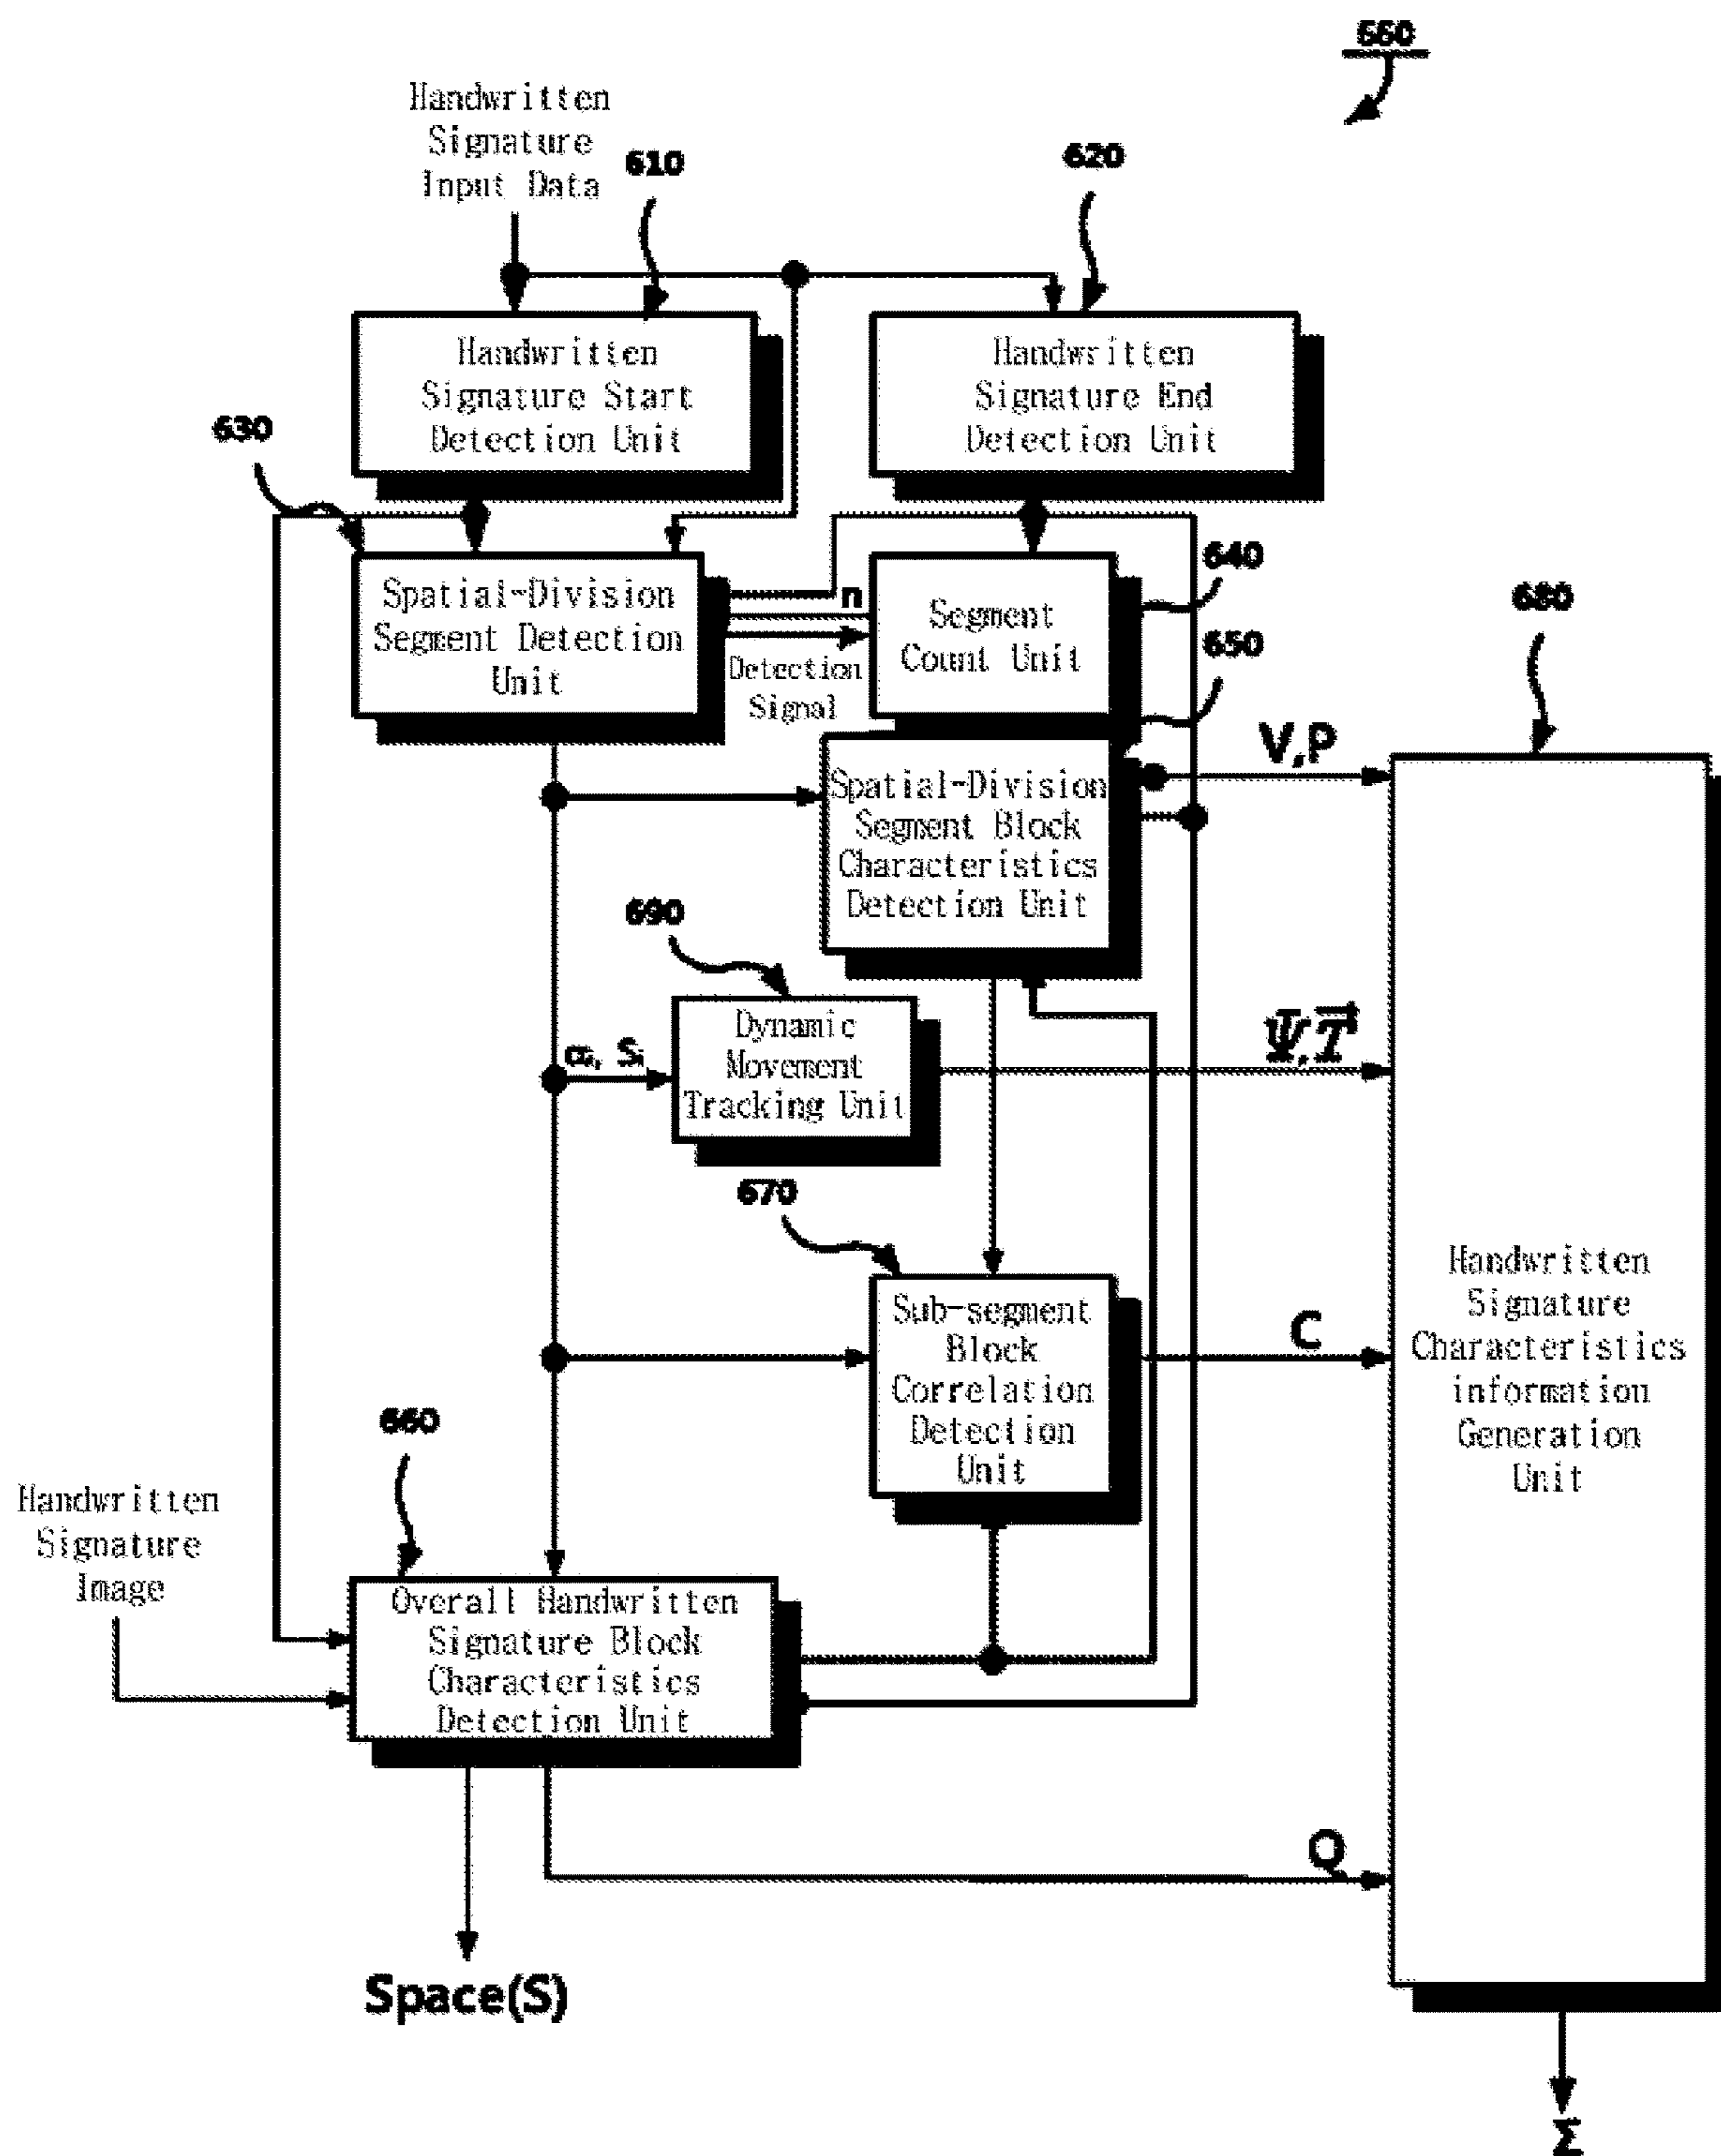 660
Handwritten
Signature
Input Data
610
620
Handwritten
Signature Start
Detection Unit
Handwritten
Signature End
Detection Unit
630
Spatial-Division
Segment Detection
Unit
n
Detection
Signal
Segment
Count Unit
640
650
680
V,P
Spatial-Division
Segment Block
Characteristics
Detection Unit
690
Dynamic
Movement
Tracking Unit
αi, Si
Ψ,T
670
Sub-segment
Block
Correlation
Detection
Unit
C
Handwritten
Signature
Characteristics
information
Generation
Unit
660
Handwritten
Signature
Image
Overall Handwritten
Signature Block
Characteristics
Detection Unit
Q
Space(S)
Σ